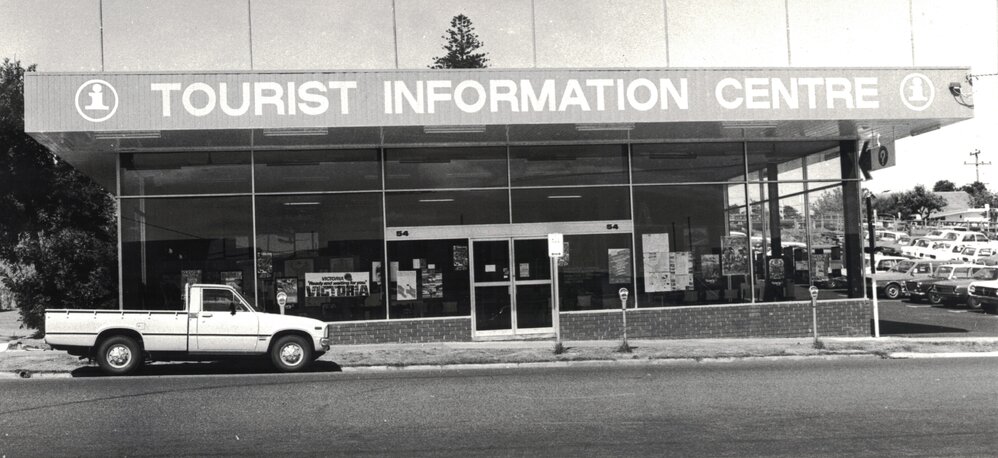 i TOURIST INFORMATION CENTRE i
54 54
VICTORIA
VICTORIA